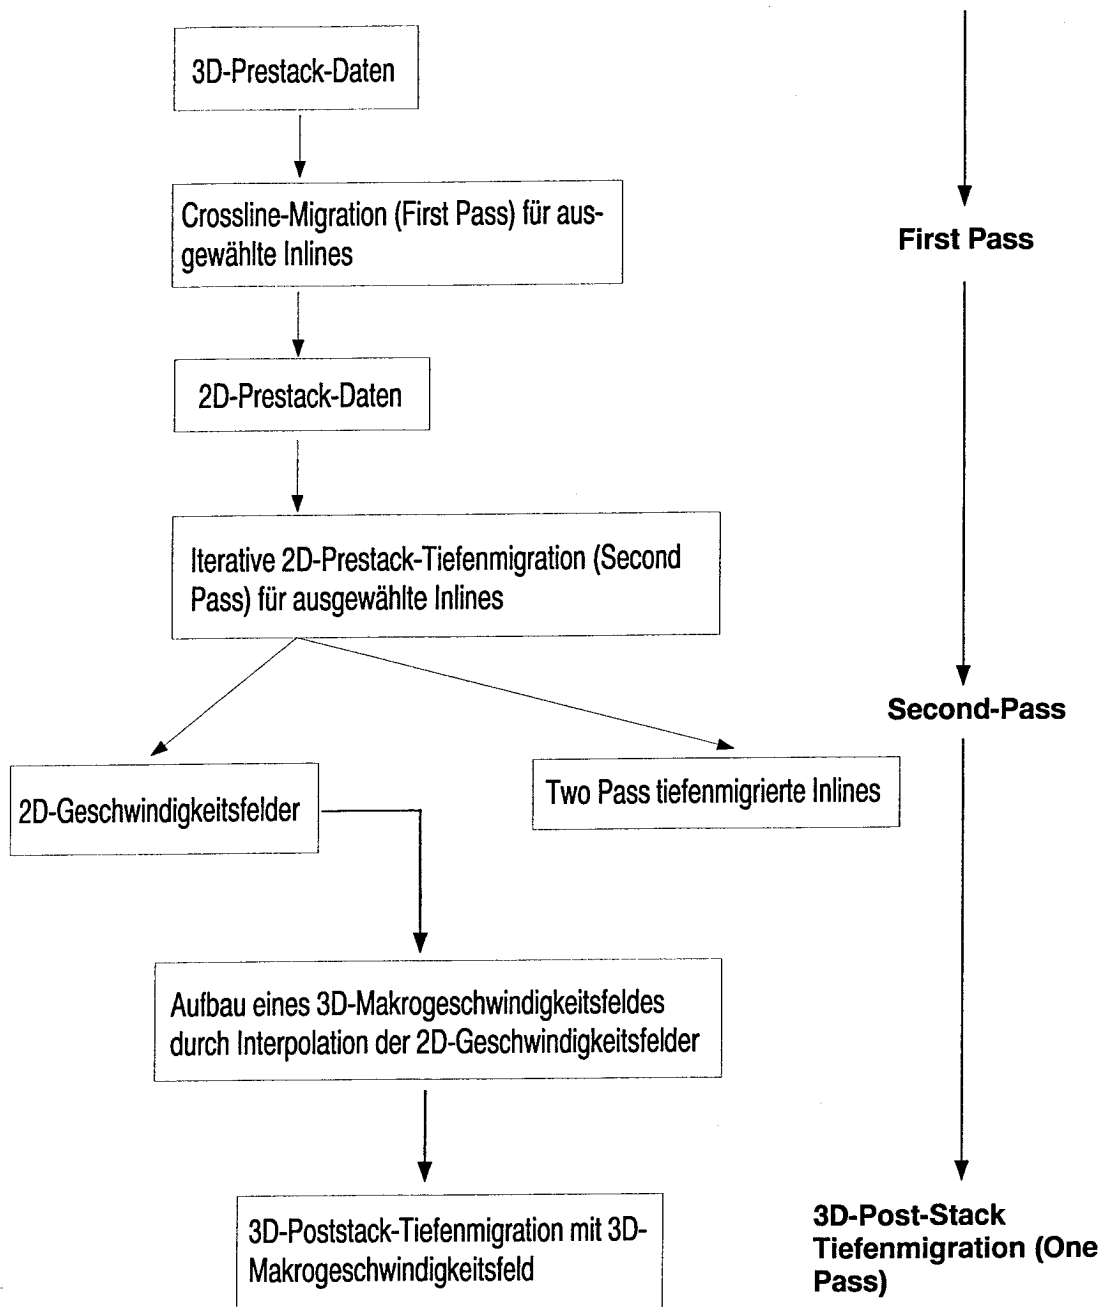 3D-Prestack-Daten
Crossline-Migration (First Pass) für aus-
gewählte Inlines
First Pass
2D-Prestack-Daten
Iterative 2D-Prestack-Tiefenmigration (Second
Pass) für ausgewählte Inlines
Second-Pass
2D-Geschwindigkeitsfelder
Two Pass tiefenmigrierte Inlines
Aufbau eines 3D-Makrogeschwindigkeitsfeldes
durch Interpolation der 2D-Geschwindigkeitsfelder
3D-Poststack-Tiefenmigration mit 3D-
Makrogeschwindigkeitsfeld
3D-Post-Stack
Tiefenmigration (One
Pass)